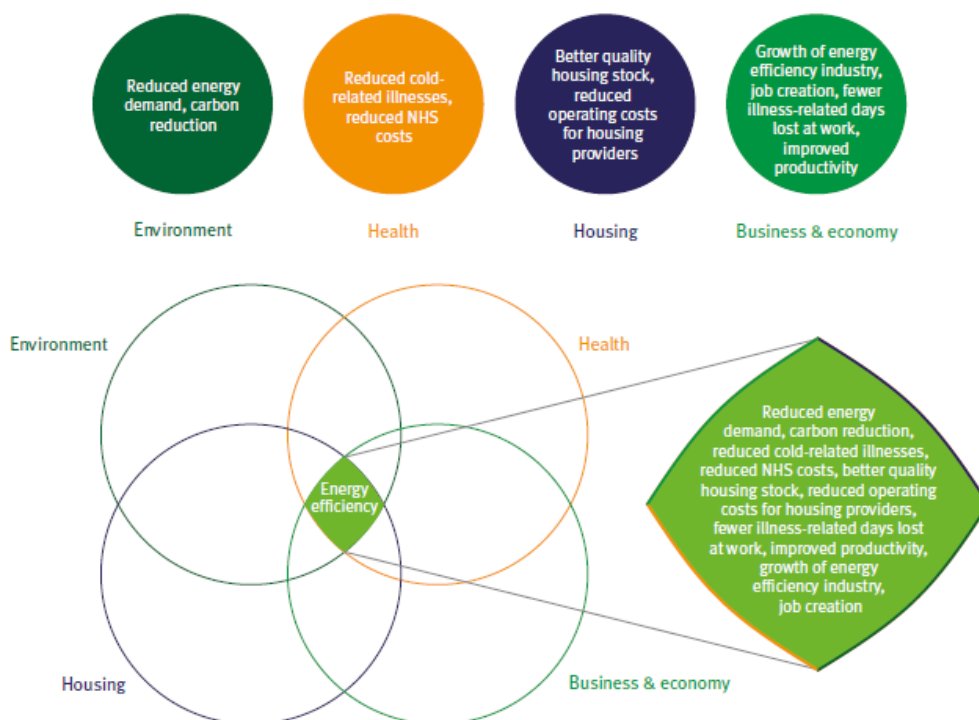 Reduced energy
demand, carbon
reduction
Reduced cold-
related illnesses,
reduced NHS
costs
Better quality
housing stock,
reduced
operating costs
for housing
providers
Growth of energy
efficiency industry,
job creation, fewer
illness-related days
lost at work,
improved
productivity
Environment
Health
Housing
Business & economy
Environment
Health
Energy
efficiency
Housing
Business & economy
Reduced energy
demand, carbon reduction,
reduced cold-related illnesses,
reduced NHS costs, better quality
housing stock, reduced operating
costs for housing providers,
fewer illness-related days lost
at work, improved productivity,
growth of energy
efficiency industry,
job creation